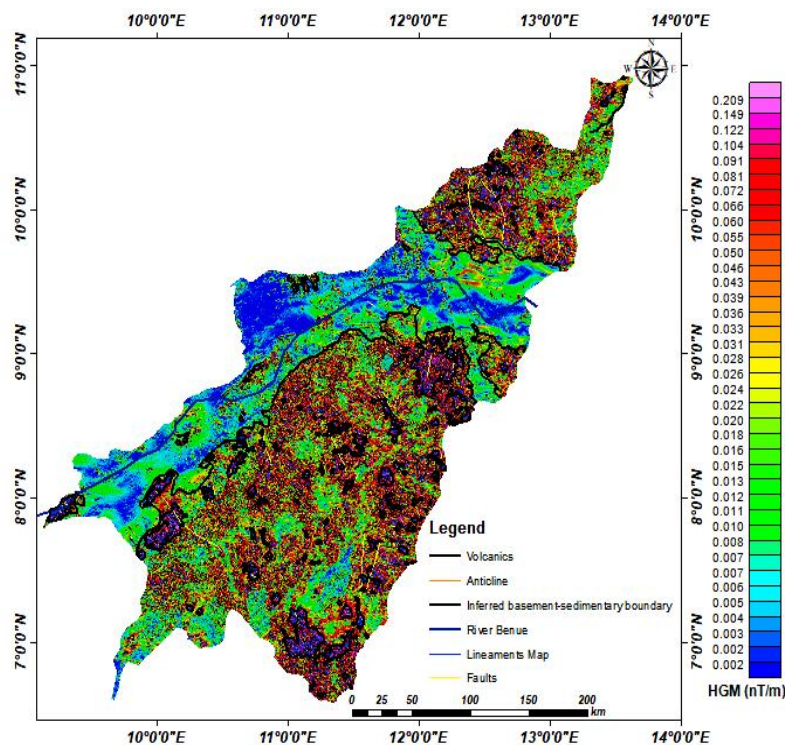 10°0'0"E 11°0'0"E 12°0'0"E 13°0'0"E 14°0'0"E
N
W E
S
11°0'0"N
10°0'0"N
9°0'0"N
8°0'0"N
7°0'0"N
11°0'0"N
10°0'0"N
9°0'0"N
8°0'0"N
7°0'0"N
Legend
Volcanics
Anticline
Inferred basement-sedimentary boundary
River Benue
Lineaments Map
Faults
0 25 50 100 150 200
km
10°0'0"E 11°0'0"E 12°0'0"E 13°0'0"E 14°0'0"E
0.209
0.149
0.122
0.104
0.091
0.081
0.072
0.066
0.060
0.055
0.050
0.046
0.043
0.039
0.036
0.033
0.031
0.028
0.024
0.022
0.020
0.018
0.016
0.015
0.013
0.012
0.011
0.010
0.008
0.007
0.007
0.006
0.005
0.004
0.003
0.002
0.002
HGM (nT/m)